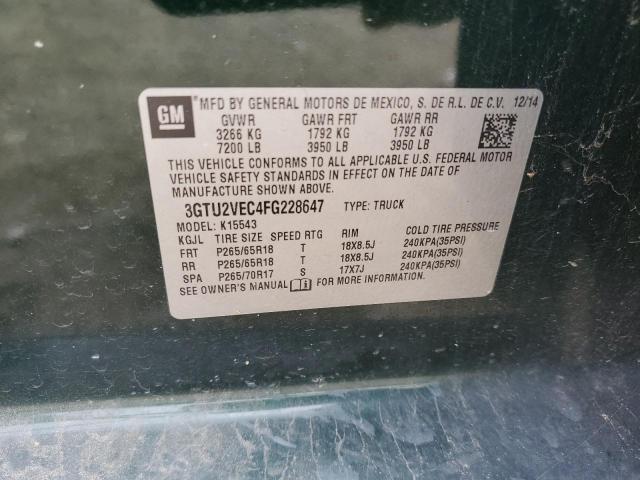 GM MFD BY GENERAL MOTORS DE MEXICO, S. DE R.L. DE C.V. 12/14
GVWR GAWR FRT GAWR RR
3266 KG 1792 KG 1792 KG
7200 LB 3950 LB 3950 LB
THIS VEHICLE CONFORMS TO ALL APPLICABLE U.S. FEDERAL MOTOR
VEHICLE SAFETY STANDARDS IN EFFECT ON THE DATE OF
MANUFACTURE SHOWN ABOVE.
3GTU2VEC4FG228647 TYPE: TRUCK
MODEL: K15543
KGJL TIRE SIZE SPEED RTG RIM COLD TIRE PRESSURE
FRT P265/65R18 T 18X8.5J 240KPA(35PSI)
RR P265/65R18 T 18X8.5J 240KPA(35PSI)
SPA P265/70R17 S 17X7J 240KPA(35PSI)
SEE OWNER'S MANUAL FOR MORE INFORMATION.